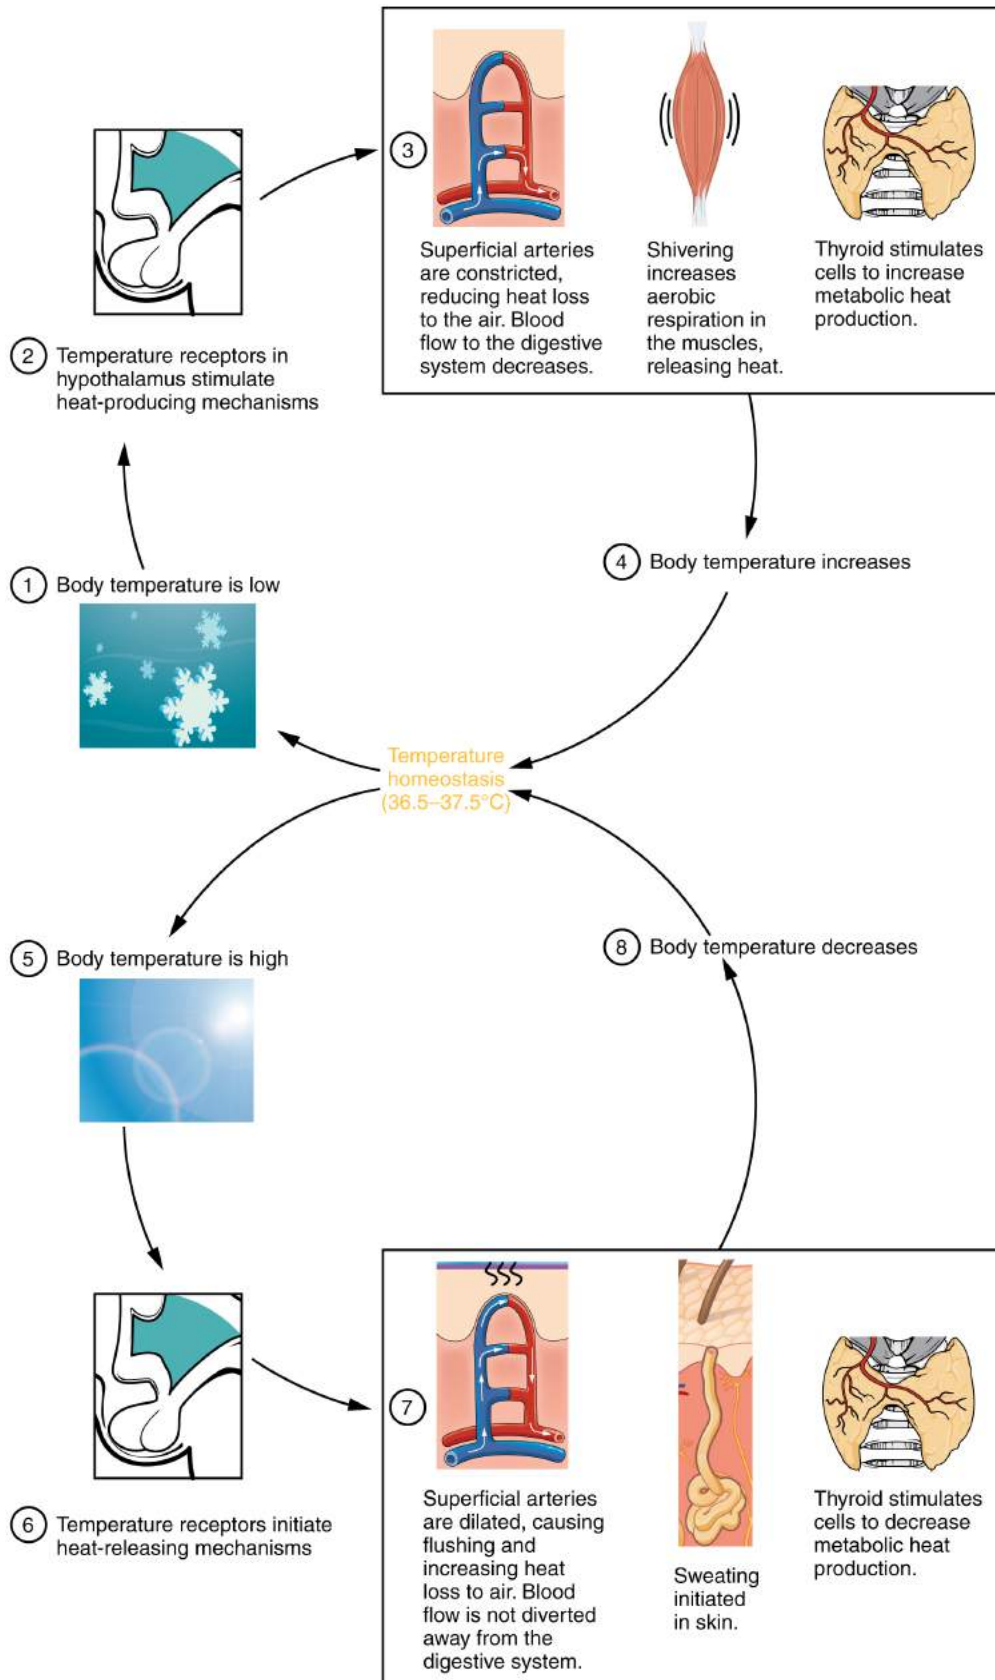 3
Superficial arteries
are constricted,
reducing heat loss
to the air. Blood
flow to the digestive
system decreases.
Shivering
increases
aerobic
respiration in
the muscles,
releasing heat.
Thyroid stimulates
cells to increase
metabolic heat
production.
2 Temperature receptors in
hypothalamus stimulate
heat-producing mechanisms
1 Body temperature is low
4 Body temperature increases
Temperature
homeostasis
(36.5–37.5°C)
5 Body temperature is high
8 Body temperature decreases
6 Temperature receptors initiate
heat-releasing mechanisms
7
Superficial arteries
are dilated, causing
flushing and
increasing heat
loss to air. Blood
flow is not diverted
away from the
digestive system.
Sweating
initiated
in skin.
Thyroid stimulates
cells to decrease
metabolic heat
production.